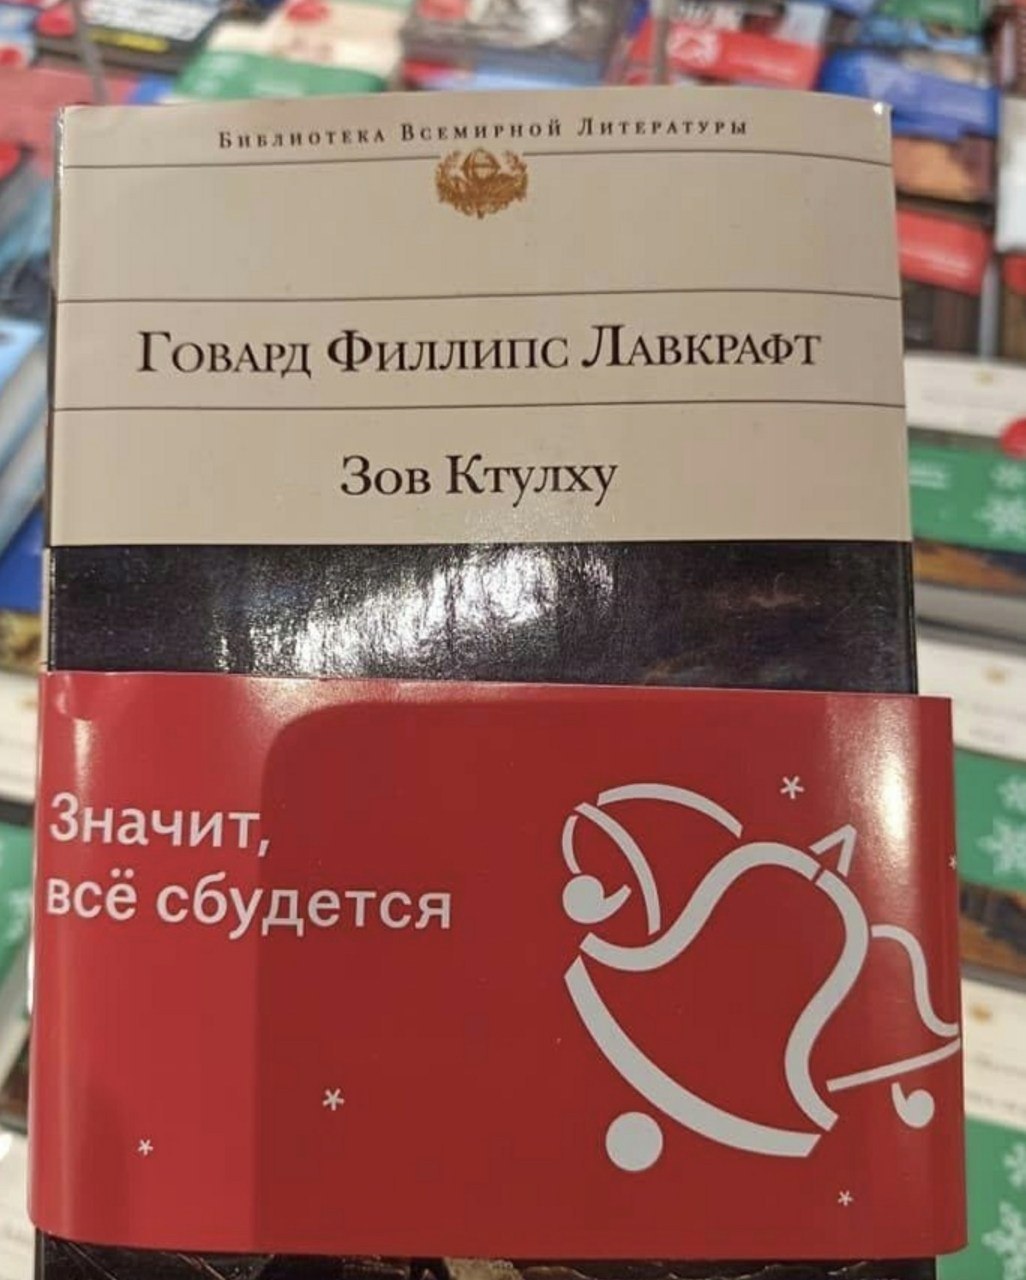 Библиотека Всемирной Литературы
Говард Филлипс Лавкрафт
Зов Ктулху
Значит,
всё сбудется